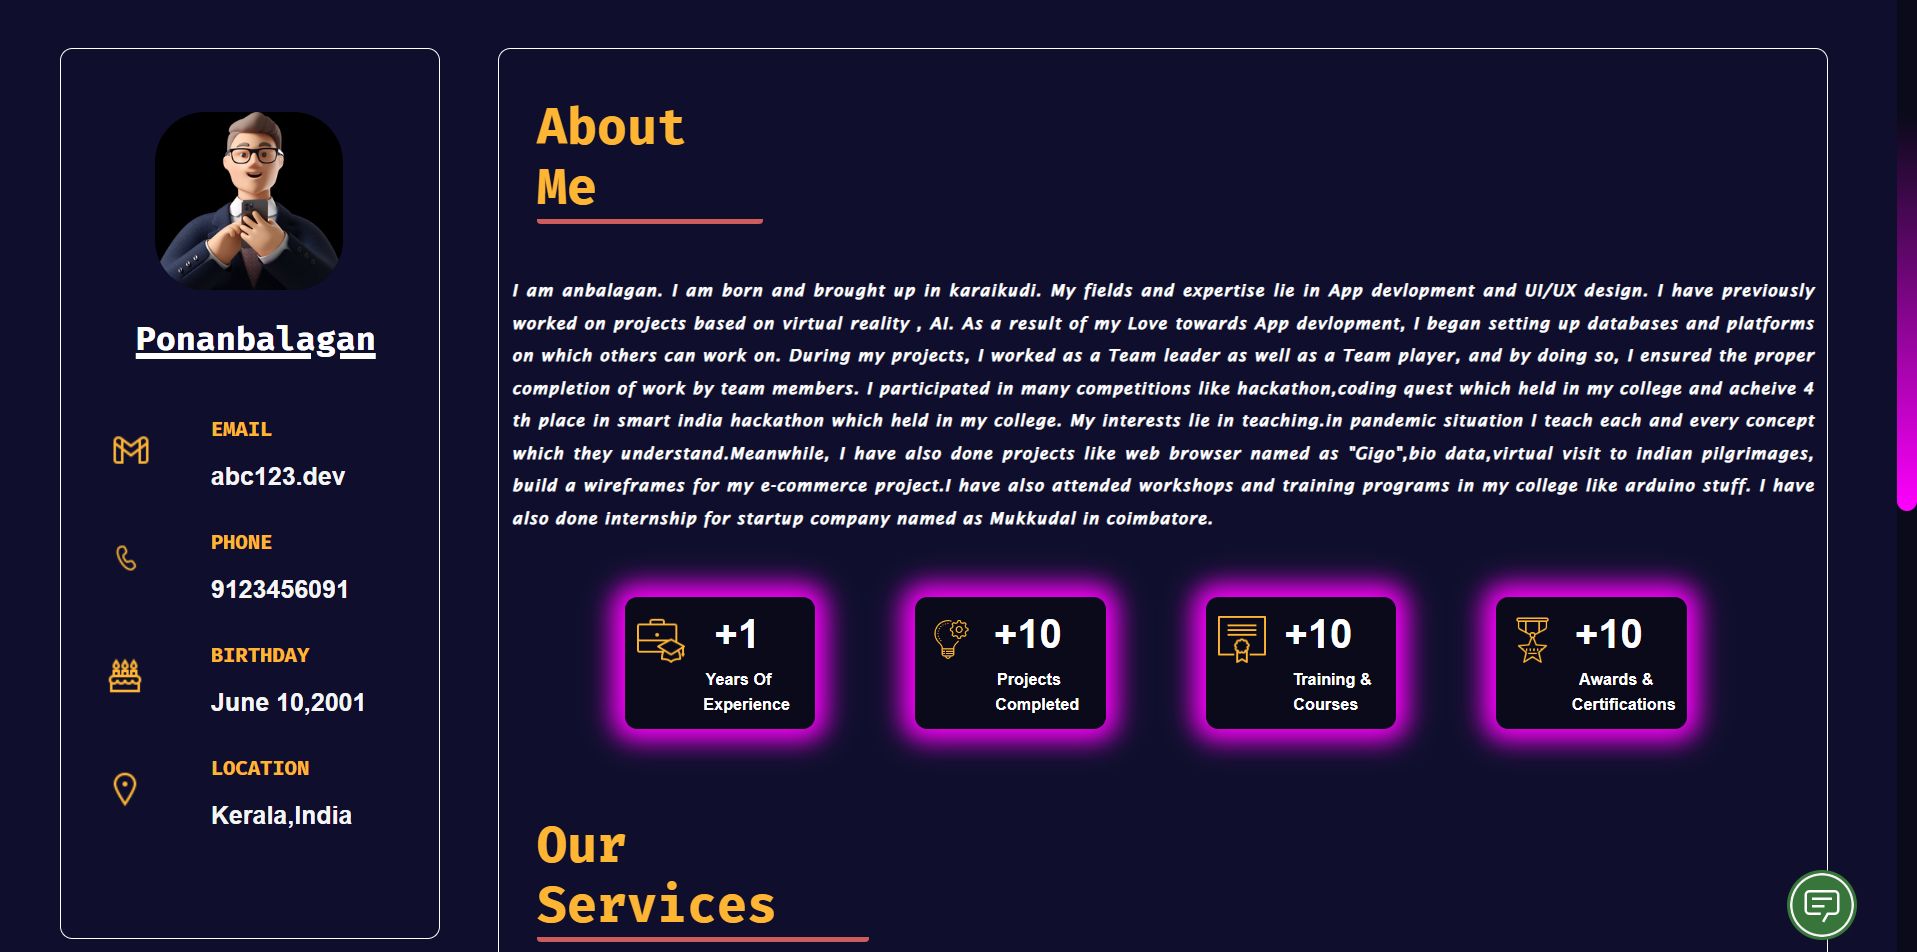 Ponanbalagan
EMAIL
abc123.dev
PHONE
9123456091
BIRTHDAY
June 10,2001
LOCATION
Kerala,India
About
Me
I am anbalagan. I am born and brought up in karaikudi. My fields and expertise lie in App devlopment and UI/UX design. I have previously
worked on projects based on virtual reality , AI. As a result of my Love towards App devlopment, I began setting up databases and platforms
on which others can work on. During my projects, I worked as a Team leader as well as a Team player, and by doing so, I ensured the proper
completion of work by team members. I participated in many competitions like hackathon,coding quest which held in my college and acheive 4
th place in smart india hackathon which held in my college. My interests lie in teaching.in pandemic situation I teach each and every concept
which they understand.Meanwhile, I have also done projects like web browser named as "Gigo",bio data,virtual visit to indian pilgrimages,
build a wireframes for my e-commerce project.I have also attended workshops and training programs in my college like arduino stuff. I have
also done internship for startup company named as Mukkudal in coimbatore.
+1
Years Of
Experience
+10
Projects
Completed
+10
Training &
Courses
+10
Awards &
Certifications
Our
Services